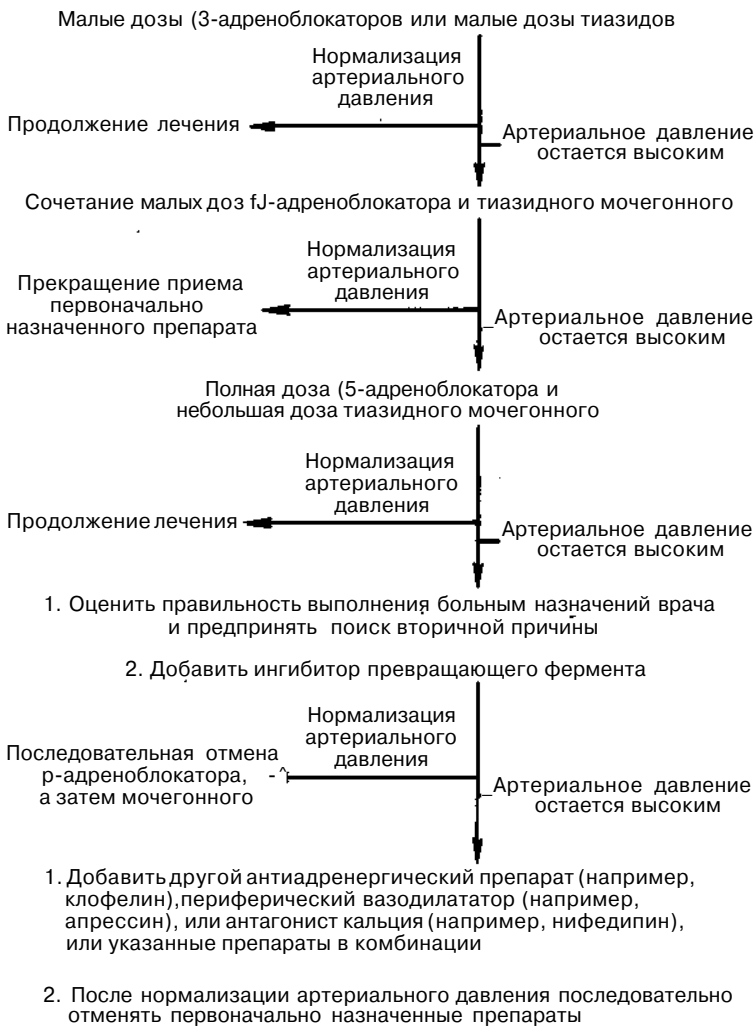 Малые дозы (3-адреноблокаторов или малые дозы тиазидов
Нормализация
артериального
давления
Продолжение лечения
Артериальное давление
остается высоким
Сочетание малых доз fJ-адреноблокатора и тиазидного мочегонного
Нормализация
артериального
давления
Прекращение приема
первоначально
назначенного препарата
_Артериальное давление
остается высоким
Полная доза (5-адреноблокатора и
небольшая доза тиазидного мочегонного
Нормализация
артериального
давления
Продолжение лечения
Артериальное давление
остается высоким
1. Оценить правильность выполнения больным назначений врача
и предпринять поиск вторичной причины
2. Добавить ингибитор превращающего фермента
Нормализация
артериального
давления
Последовательная отмена
р-адреноблокатора, -^
а затем мочегонного
_Артериальное давление
остается высоким
1. Добавить другой антиадренергический препарат (например,
клофелин),периферический вазодилататор (например,
апрессин), или антагонист кальция (например, нифедипин),
или указанные препараты в комбинации
2. После нормализации артериального давления последовательно
отменять первоначально назначенные препараты